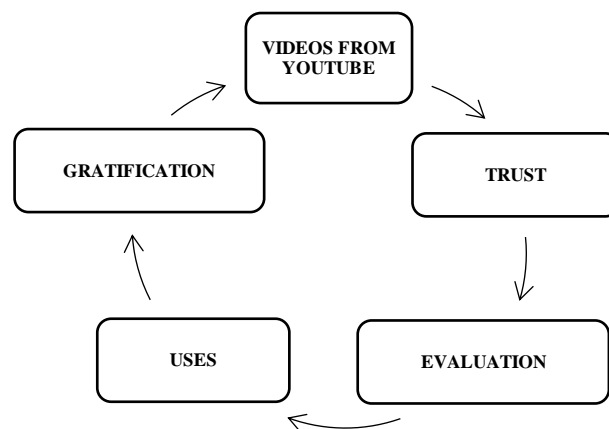 VIDEOS FROM
YOUTUBE
TRUST
EVALUATION
USES
GRATIFICATION